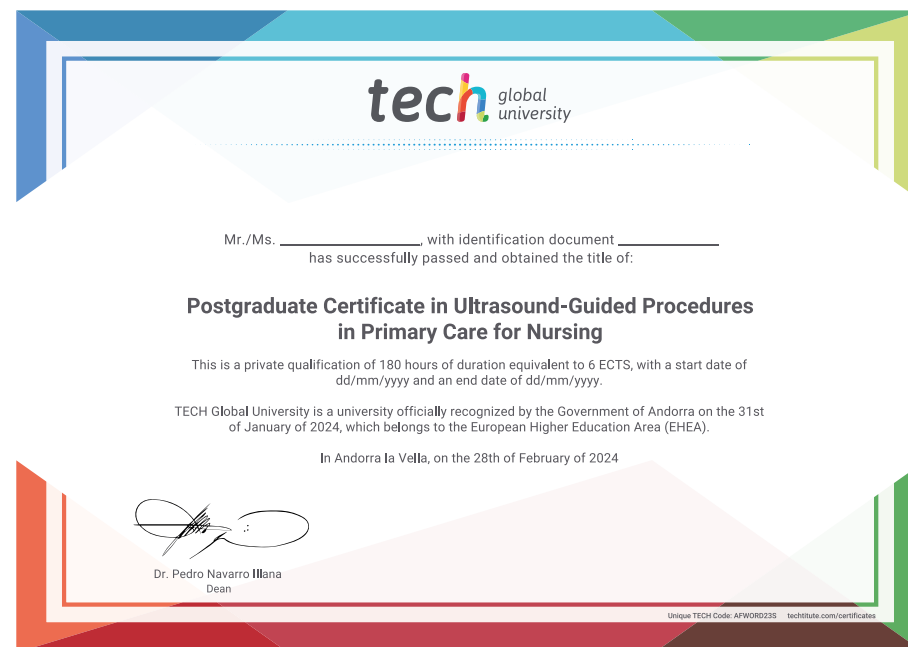 tech global
university
Mr./Ms. ____________, with identification document ____________
has successfully passed and obtained the title of:
Postgraduate Certificate in Ultrasound-Guided Procedures
in Primary Care for Nursing
This is a private qualification of 180 hours of duration equivalent to 6 ECTS, with a start date of
dd/mm/yyyy and an end date of dd/mm/yyyy.
TECH Global University is a university officially recognized by the Government of Andorra on the 31st
of January of 2024, which belongs to the European Higher Education Area (EHEA).
In Andorra la Vella, on the 28th of February of 2024
Dr. Pedro Navarro Illana
Dean
Unique TECH Code: AFWORD23S techtitute.com/certificates